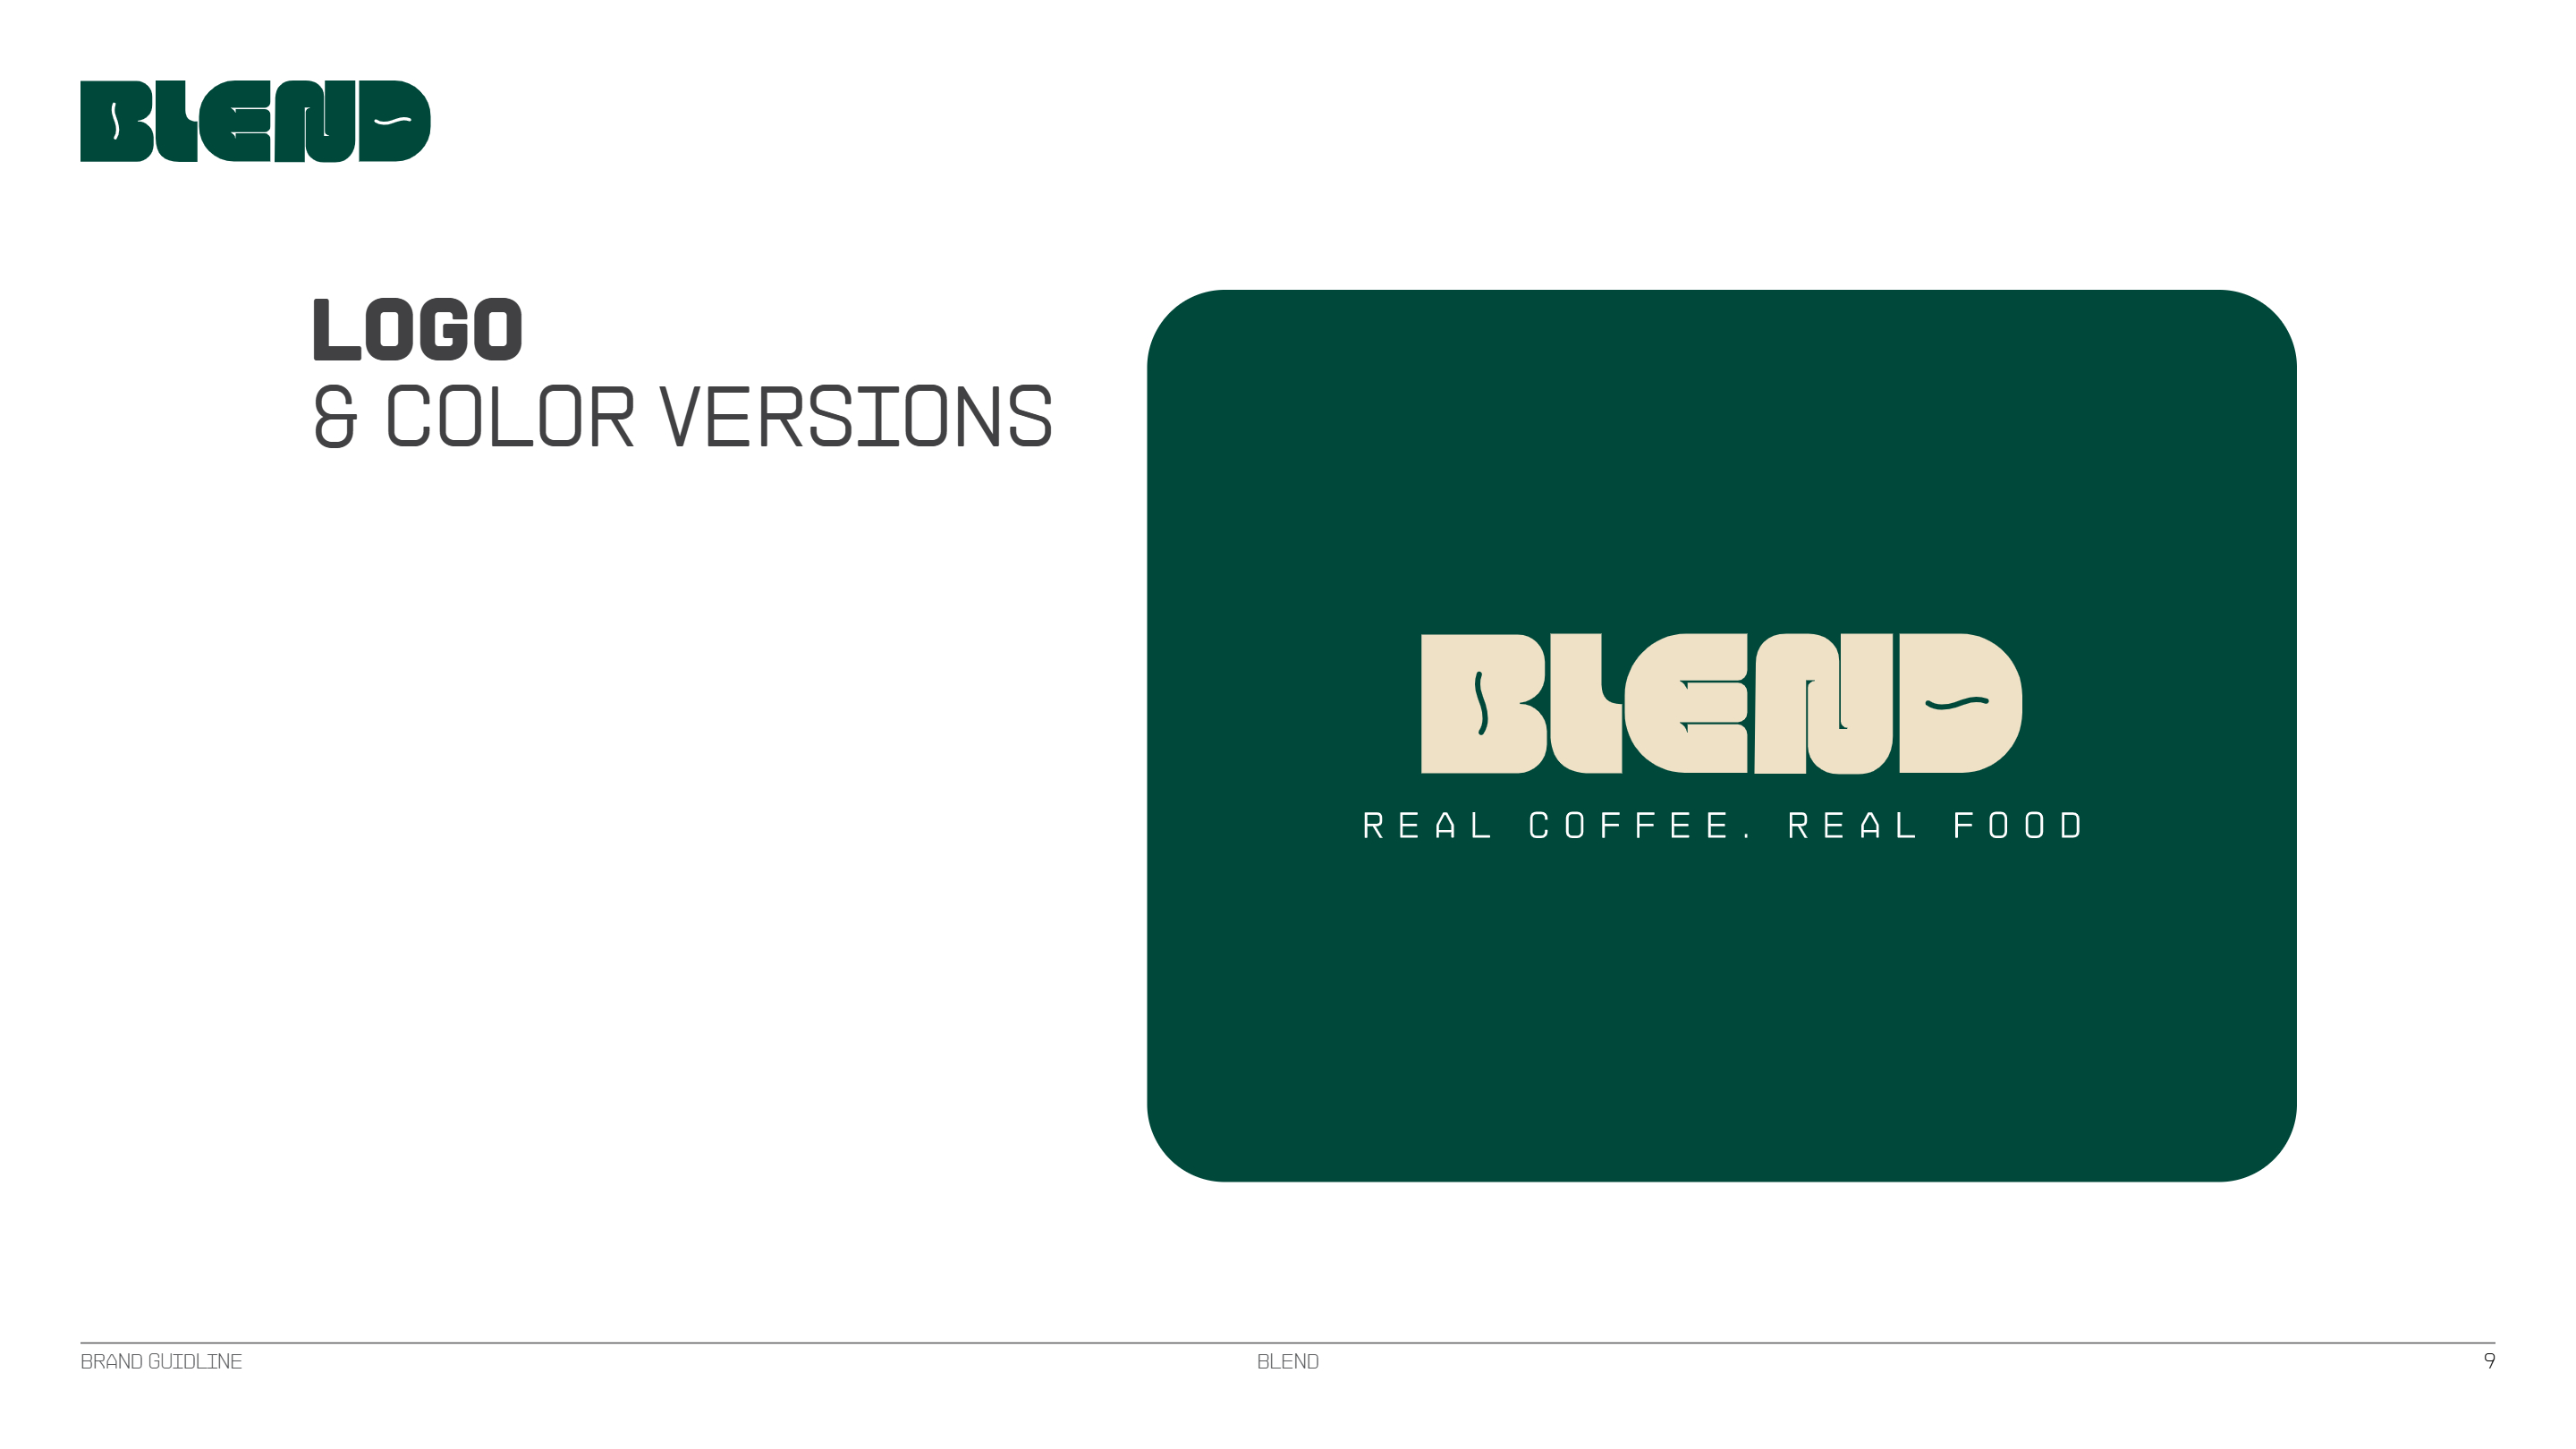 BLEND
LOGO
& COLOR VERSIONS
BLEND
REAL COFFEE. REAL FOOD
BRAND GUIDLINE
BLEND
9